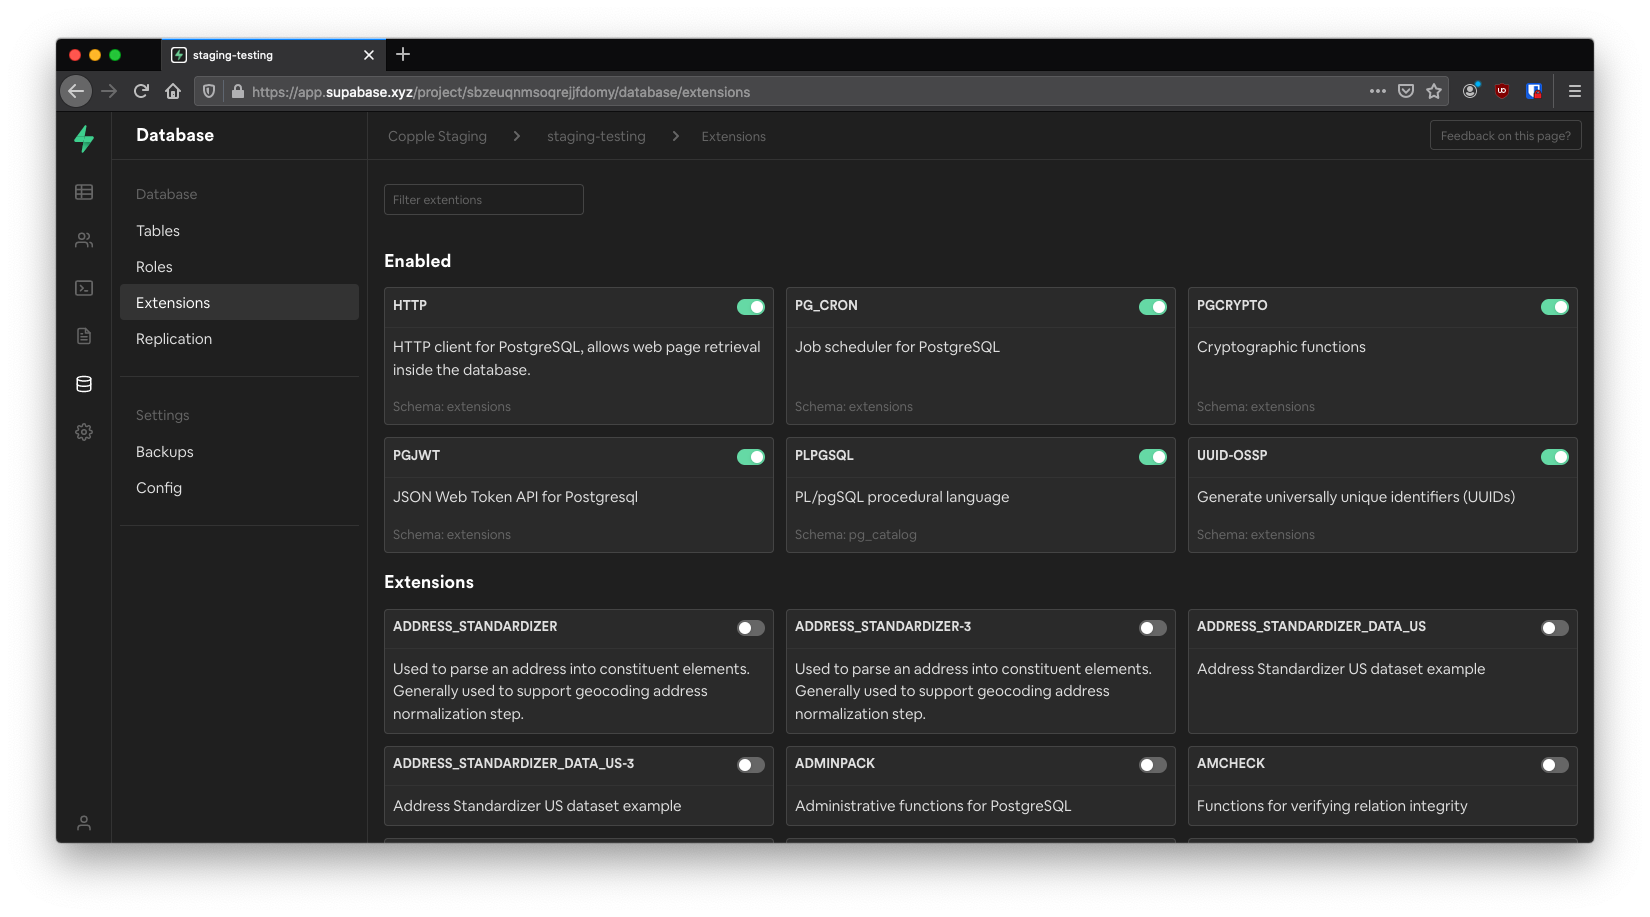 staging-testing
https://app.supabase.xyz/project/sbzeuqnmsoqrejjfdomy/database/extensions
Database
Copple Staging
staging-testing
Extensions
Feedback on this page?
Database
Tables
Roles
Extensions
Replication
Settings
Backups
Config
Filter extentions
Enabled
HTTP
HTTP client for PostgreSQL, allows web page retrieval
inside the database.
Schema: extensions
PG_CRON
Job scheduler for PostgreSQL
Schema: extensions
PGCRYPTO
Cryptographic functions
Schema: extensions
PGJWT
JSON Web Token API for Postgresql
Schema: extensions
PLPGSQL
PL/pgSQL procedural language
Schema: pg_catalog
UUID-OSSP
Generate universally unique identifiers (UUIDs)
Schema: extensions
Extensions
ADDRESS_STANDARDIZER
Used to parse an address into constituent elements.
Generally used to support geocoding address
normalization step.
ADDRESS_STANDARDIZER-3
Used to parse an address into constituent elements.
Generally used to support geocoding address
normalization step.
ADDRESS_STANDARDIZER_DATA_US
Address Standardizer US dataset example
ADDRESS_STANDARDIZER_DATA_US-3
Address Standardizer US dataset example
ADMINPACK
Administrative functions for PostgreSQL
AMCHECK
Functions for verifying relation integrity